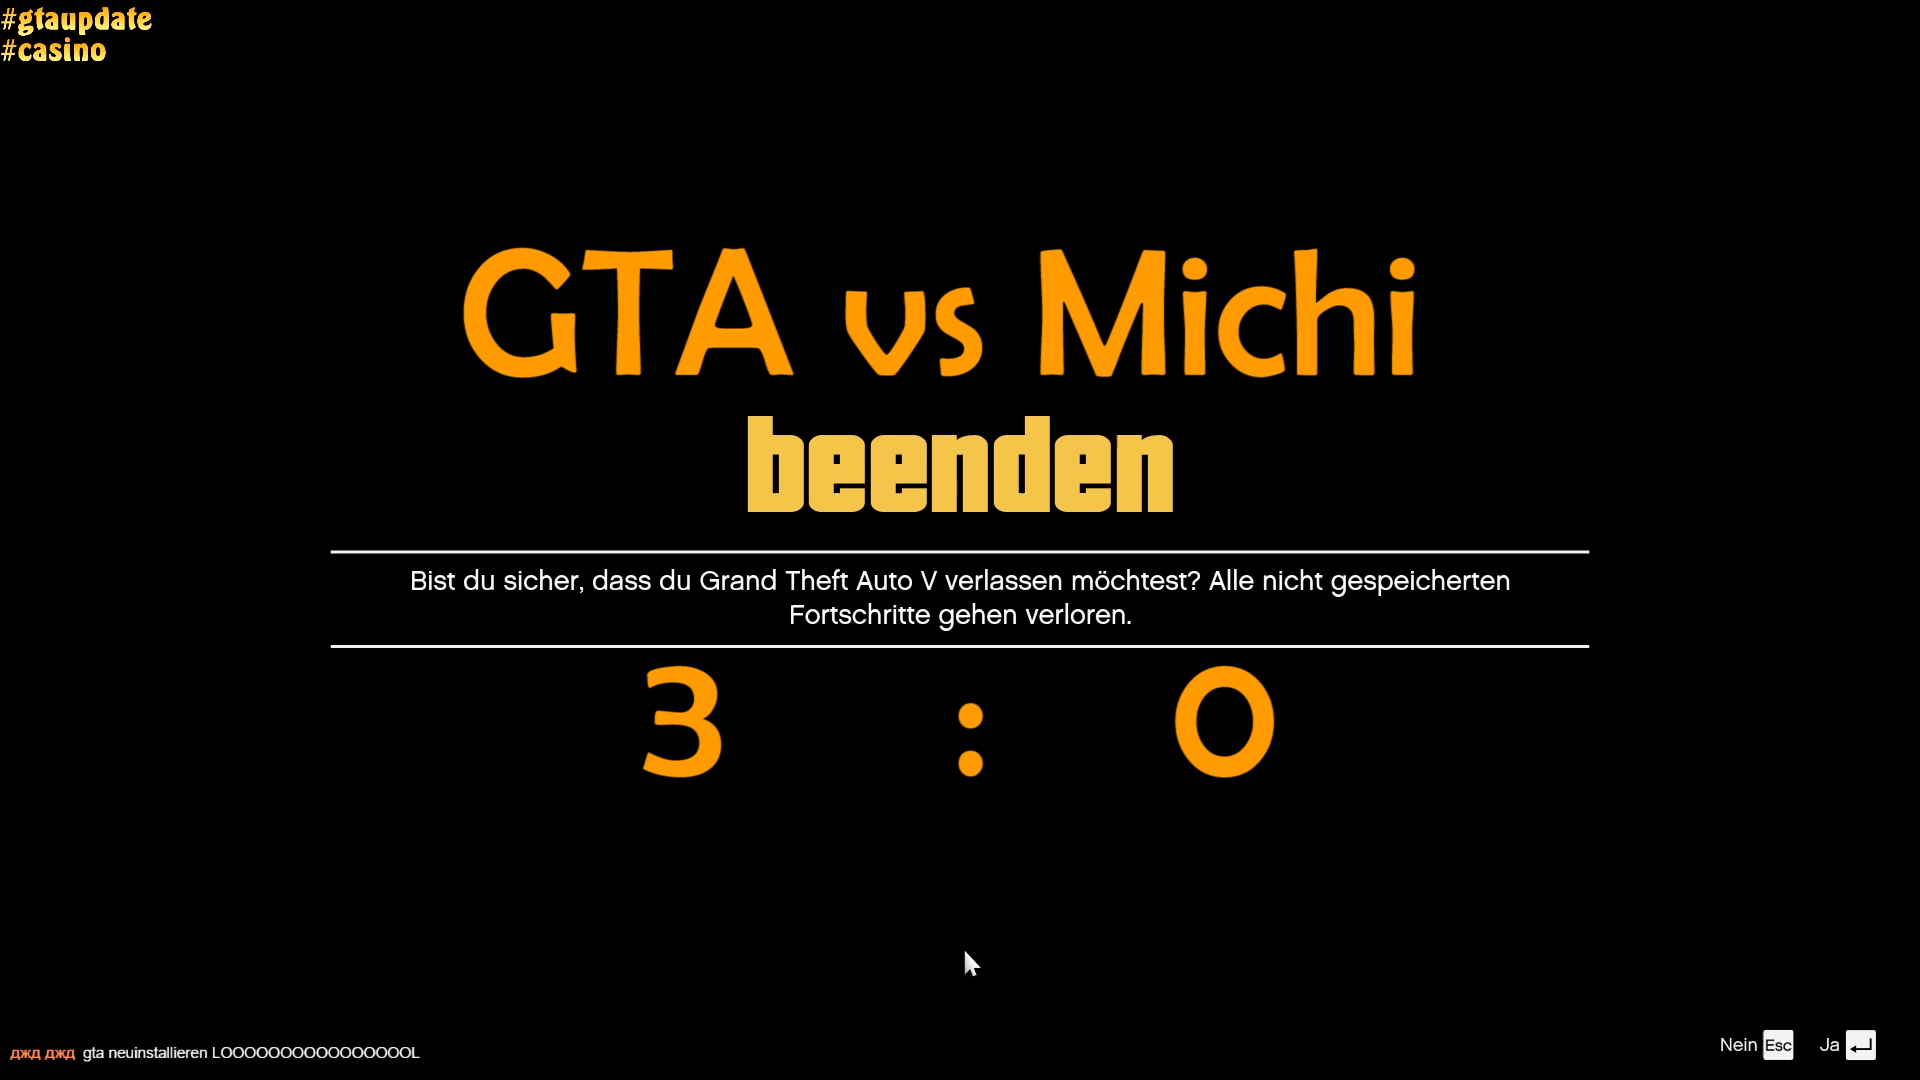 #gtaupdate
#casino
GTA vs Michi
beenden
Bist du sicher, dass du Grand Theft Auto V verlassen möchtest? Alle nicht gespeicherten
Fortschritte gehen verloren.
3 : 0
джд джд gta neuinstallieren LOOOOOOOOOOOOOOOOL
Nein Esc Ja